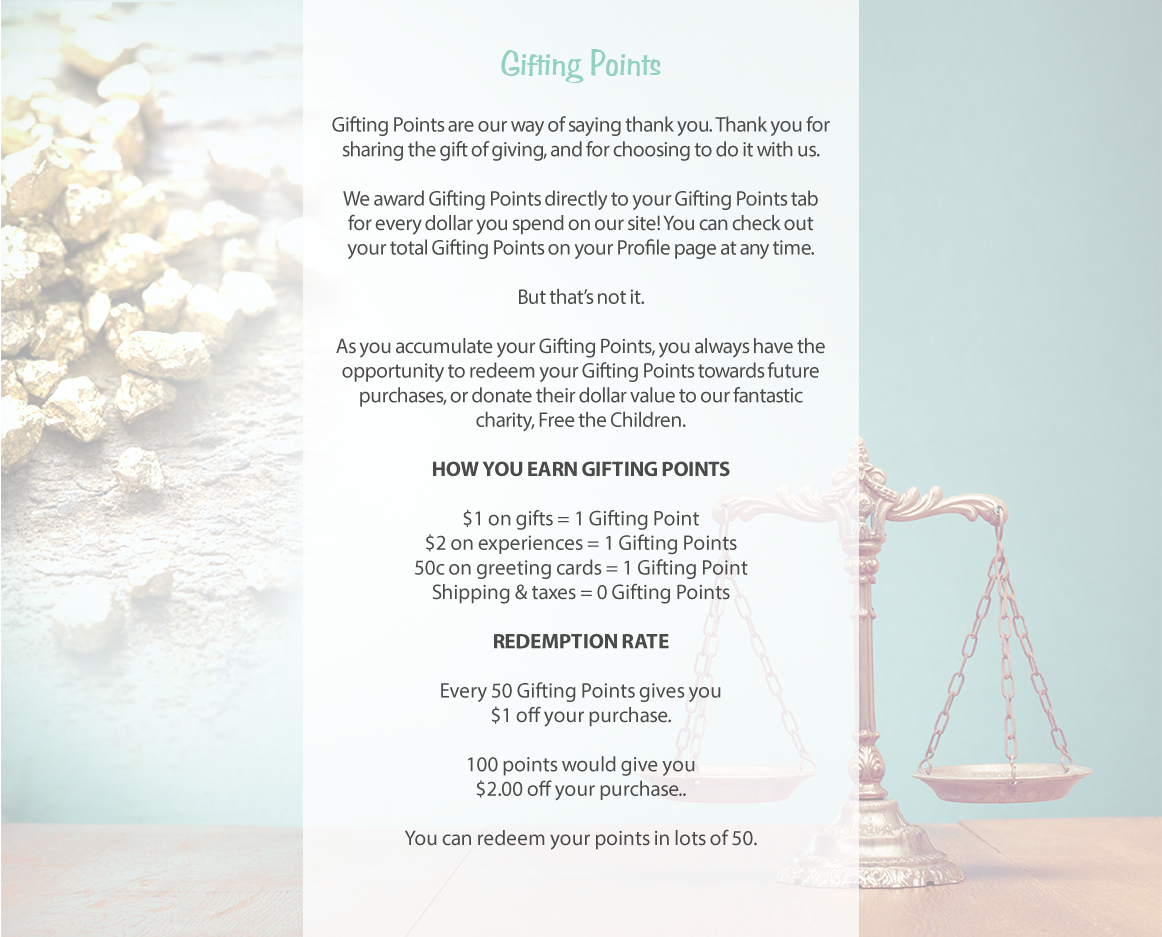 Gifting Points
Gifting Points are our way of saying thank you. Thank you for
sharing the gift of giving, and for choosing to do it with us.
We award Gifting Points directly to your Gifting Points tab
for every dollar you spend on our site! You can check out
your total Gifting Points on your Profile page at any time.
But that’s not it.
As you accumulate your Gifting Points, you always have the
opportunity to redeem your Gifting Points towards future
purchases, or donate their dollar value to our fantastic
charity, Free the Children.
HOW YOU EARN GIFTING POINTS
$1 on gifts = 1 Gifting Point
$2 on experiences = 1 Gifting Points
50c on greeting cards = 1 Gifting Point
Shipping & taxes = 0 Gifting Points
REDEMPTION RATE
Every 50 Gifting Points gives you
$1 off your purchase.
100 points would give you
$2.00 off your purchase..
You can redeem your points in lots of 50.